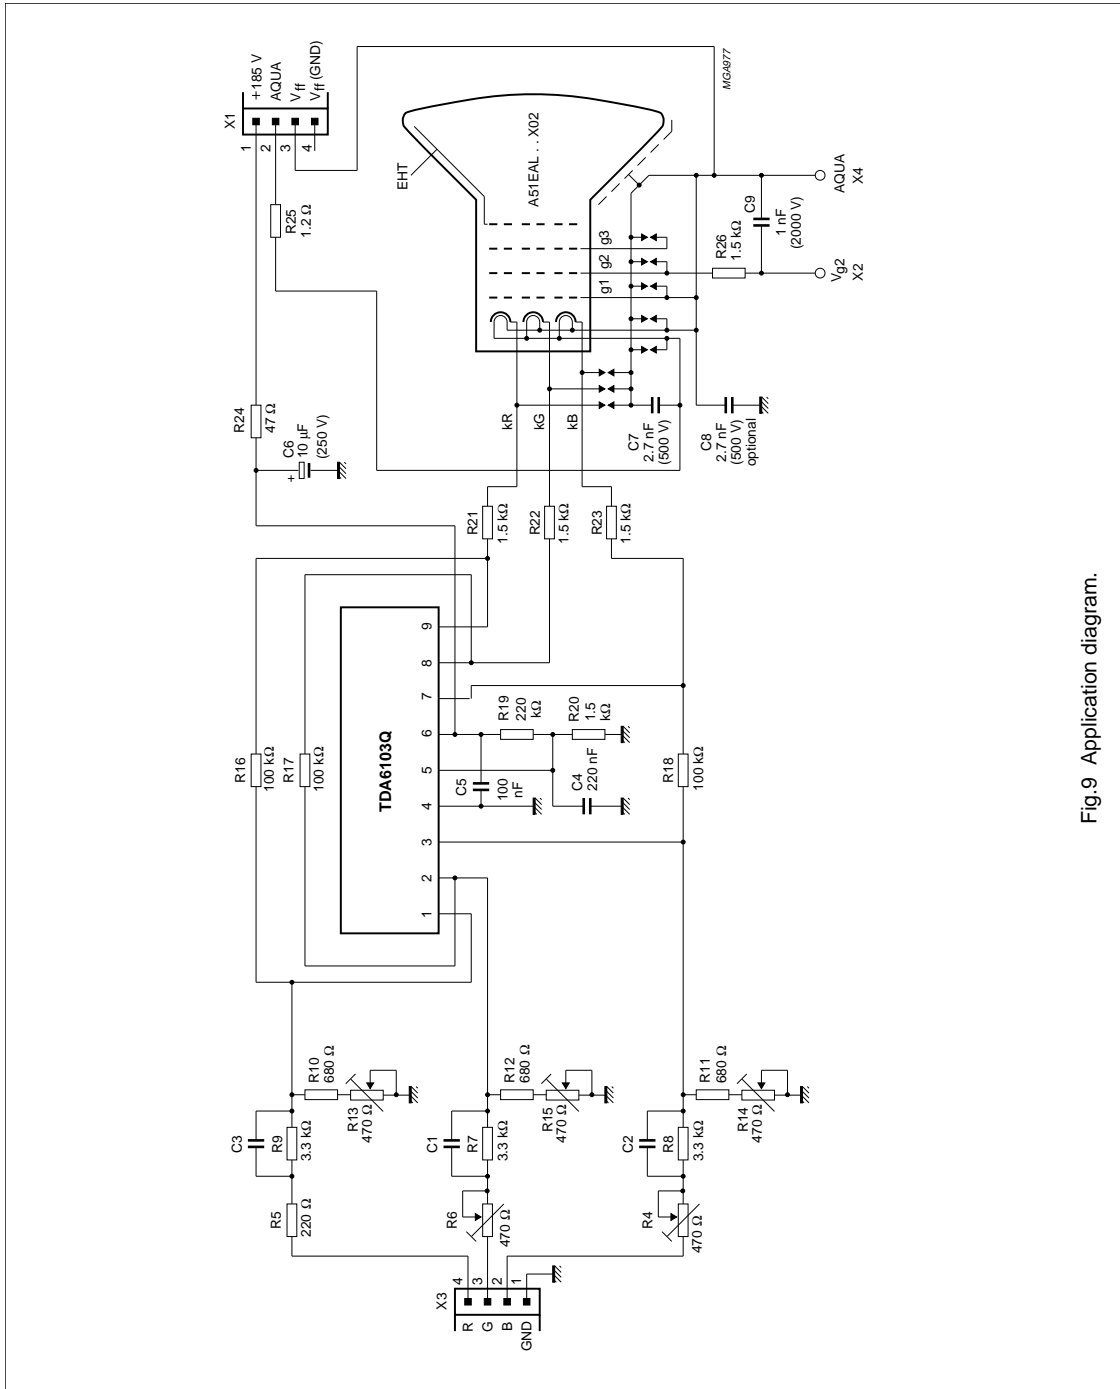 X3
R
G
B
GND
4
3
2
1
R5
220 Ω
R6
470 Ω
R4
470 Ω
C3
R9
3.3 kΩ
C1
R7
3.3 kΩ
C2
R8
3.3 kΩ
R10
680 Ω
R13
470 Ω
R12
680 Ω
R15
470 Ω
R11
680 Ω
R14
470 Ω
R16
100 kΩ
R17
100 kΩ
TDA6103Q
1
2
3
4
5
6
7
8
9
C5
100
nF
R19
220
kΩ
R20
1.5
kΩ
C4
220 nF
R18
100 kΩ
R24
47 Ω
C6
10 µF
(250 V)
+
R21
1.5 kΩ
R22
1.5 kΩ
R23
1.5 kΩ
kR
kG
kB
C7
2.7 nF
(500 V)
C8
2.7 nF
(500 V)
optional
X1
1
2
3
4
+185 V
AQUA
Vff
Vff (GND)
R25
1.2 Ω
EHT
A51EAL . . X02
g1
g2
g3
R26
1.5 kΩ
C9
1 nF
(2000 V)
Vg2
X2
AQUA
X4
MGA977
Fig.9 Application diagram.